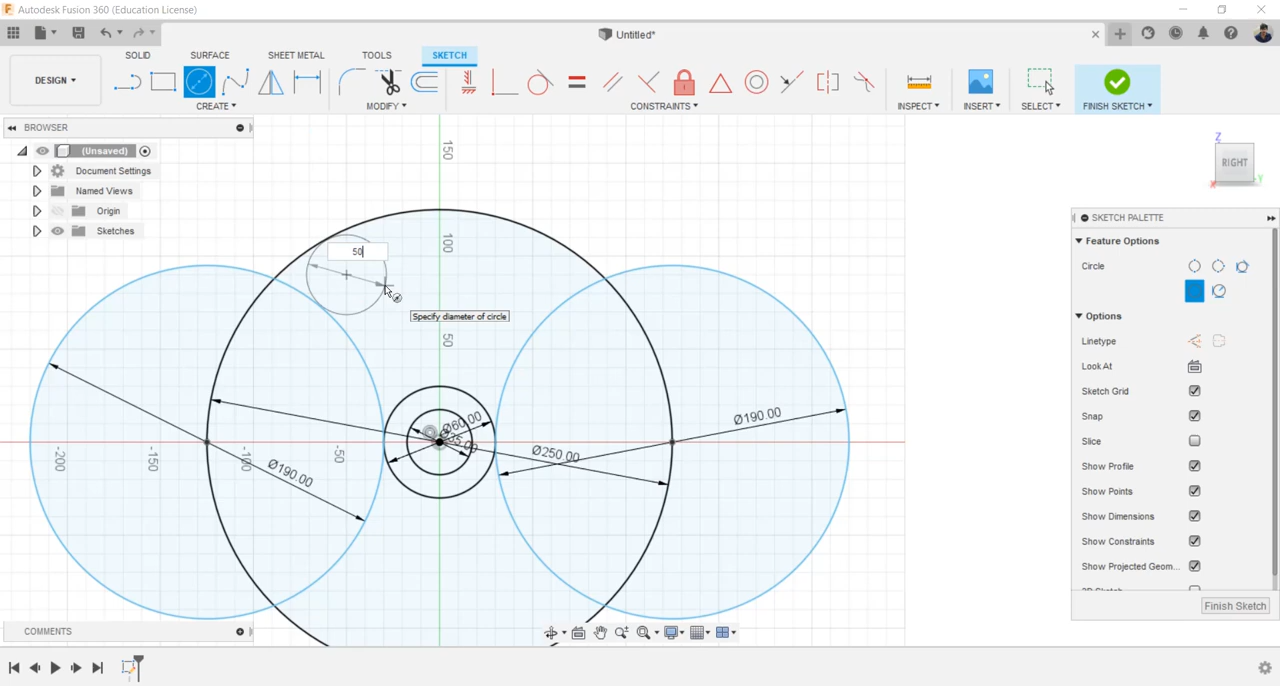 Autodesk Fusion 360 (Education License)
Untitled*
SOLID SURFACE SHEET METAL TOOLS SKETCH
DESIGN
CREATE MODIFY CONSTRAINTS INSPECT INSERT SELECT FINISH SKETCH
BROWSER
(Unsaved)
Document Settings
Named Views
Origin
Sketches
150
100
50
-200
-150
-100
-50
50
Specify diameter of circle
Ø60.00
Ø190.00
Ø250.00
Ø190.00
Z
RIGHT
X
Y
SKETCH PALETTE
Feature Options
Circle
Options
Linetype
Look At
Sketch Grid
Snap
Slice
Show Profile
Show Points
Show Dimensions
Show Constraints
Show Projected Geom...
Finish Sketch
COMMENTS